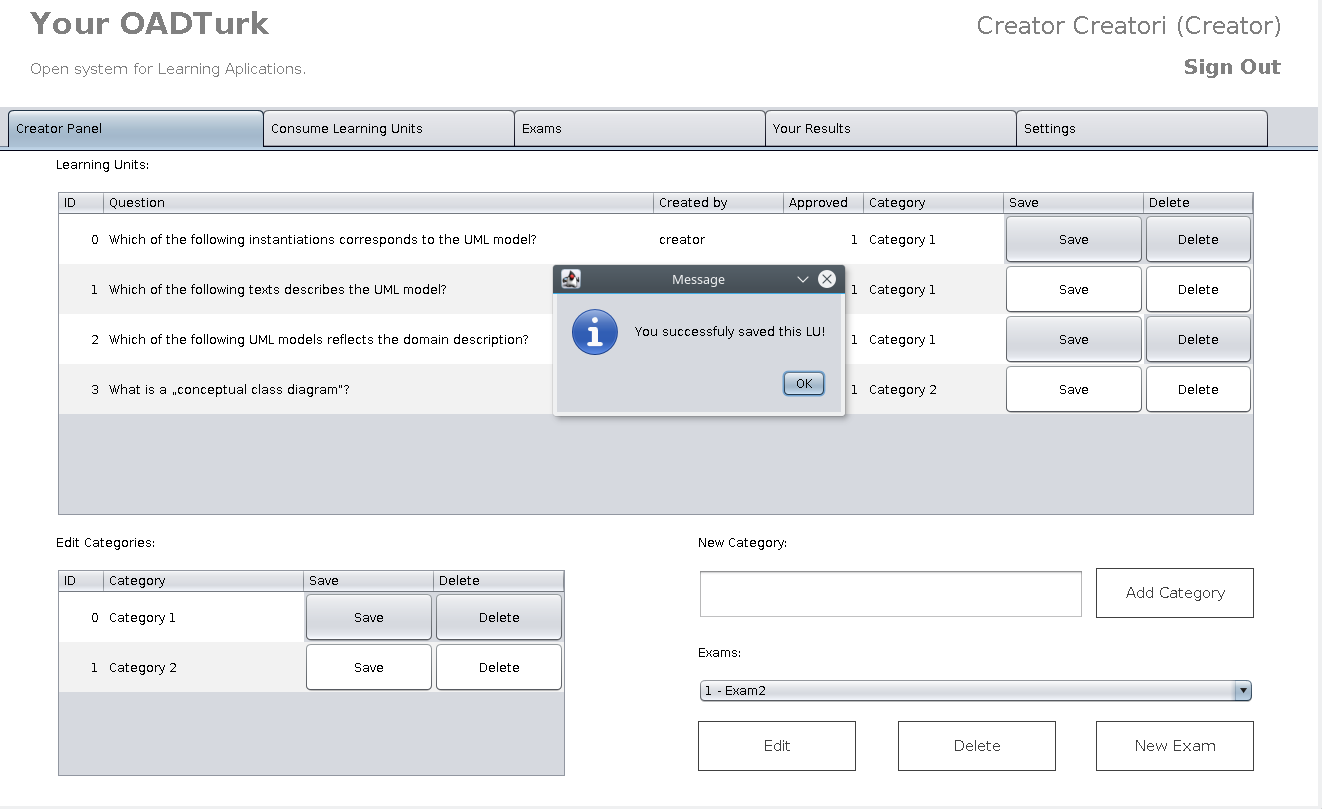 Your OADTurk
Creator Creatori (Creator)
Open system for Learning Aplications.
Sign Out
Creator Panel Consume Learning Units Exams Your Results Settings
Learning Units:
ID Question Created by Approved Category Save Delete
0 Which of the following instantiations corresponds to the UML model? creator 1 Category 1 Save Delete
1 Which of the following texts describes the UML model? 1 Category 1 Save Delete
2 Which of the following UML models reflects the domain description? 1 Category 1 Save Delete
3 What is a „conceptual class diagram“? 1 Category 2 Save Delete
Message
You successfuly saved this LU!
OK
Edit Categories:
ID Category Save Delete
0 Category 1 Save Delete
1 Category 2 Save Delete
New Category:
Add Category
Exams:
1 - Exam2
Edit Delete New Exam